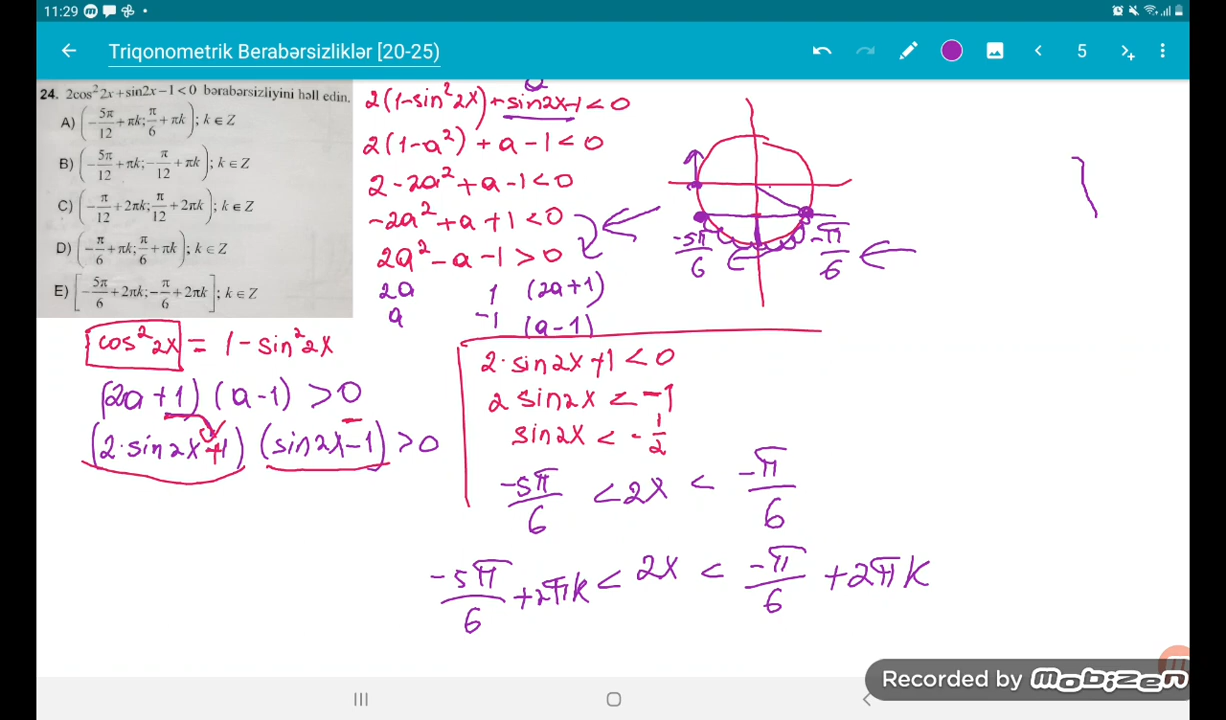 11:29
Triqonometrik Berabərsizliklər [20-25]
5
24. 2cos²2x+sin2x−1<0 bərabərsizliyini həll edin.
A) (−5π/12+πk; π/6+πk); k∈Z
B) (−5π/12+πk; −π/12+πk); k∈Z
C) (−π/12+2πk; π/12+2πk); k∈Z
D) (−π/6+πk; π/6+πk); k∈Z
E) [−5π/6+2πk; −π/6+2πk]; k∈Z
cos²2x = 1−sin²2x
(2a+1)(a−1)>0
(2·sin2x+1)(sin2x−1)>0
a
2(1−sin²2x)+sin2x−1<0
2(1−a²)+a−1<0
2−2a²+a−1<0
−2a²+a+1<0
2a²−a−1>0
2a 1 (2a+1)
a −1 (a−1)
−5π/6
−π/6
2·sin2x+1<0
2sin2x<−1
sin2x<−1/2
−5π/6 <2x< −π/6
−5π/6+2πk < 2x < −π/6+2πk
Recorded by mobizen